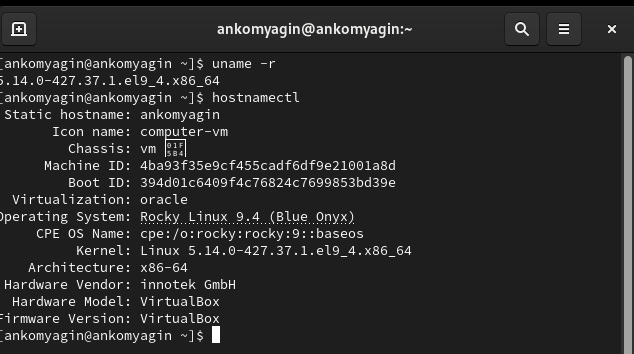 ankomyagin@ankomyagin:~
[ankomyagin@ankomyagin ~]$ uname -r
5.14.0-427.37.1.el9_4.x86_64
[ankomyagin@ankomyagin ~]$ hostnamectl
Static hostname: ankomyagin
Icon name: computer-vm
Chassis: vm 🖴
Machine ID: 4ba93f35e9cf455cadf6df9e21001a8d
Boot ID: 394d01c6409f4c76824c7699853bd39e
Virtualization: oracle
Operating System: Rocky Linux 9.4 (Blue Onyx)
CPE OS Name: cpe:/o:rocky:rocky:9::baseos
Kernel: Linux 5.14.0-427.37.1.el9_4.x86_64
Architecture: x86-64
Hardware Vendor: innotek GmbH
Hardware Model: VirtualBox
Firmware Version: VirtualBox
[ankomyagin@ankomyagin ~]$